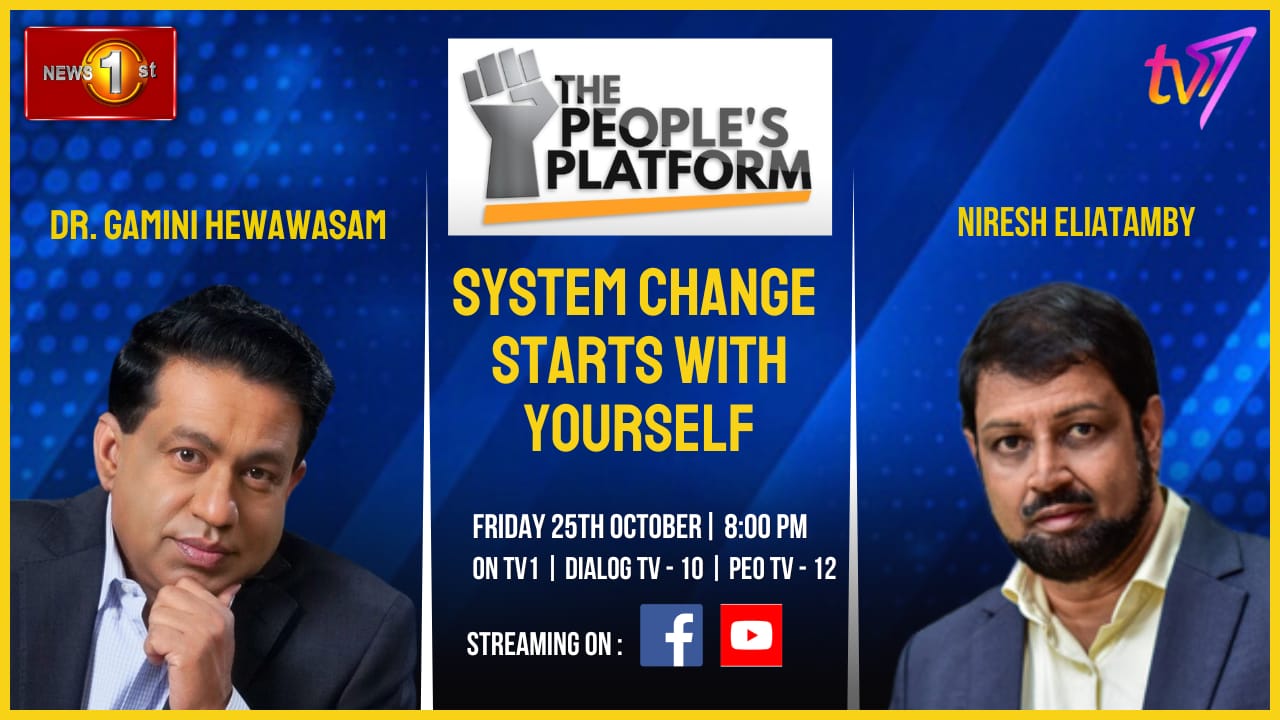 NEWS 1st
tv1
THE
PEOPLE'S
PLATFORM
DR. GAMINI HEWAWASAM
NIRESH ELIATAMBY
SYSTEM CHANGE
STARTS WITH
YOURSELF
FRIDAY 25TH OCTOBER | 8:00 PM
ON TV1 | DIALOG TV - 10 | PEO TV - 12
STREAMING ON :